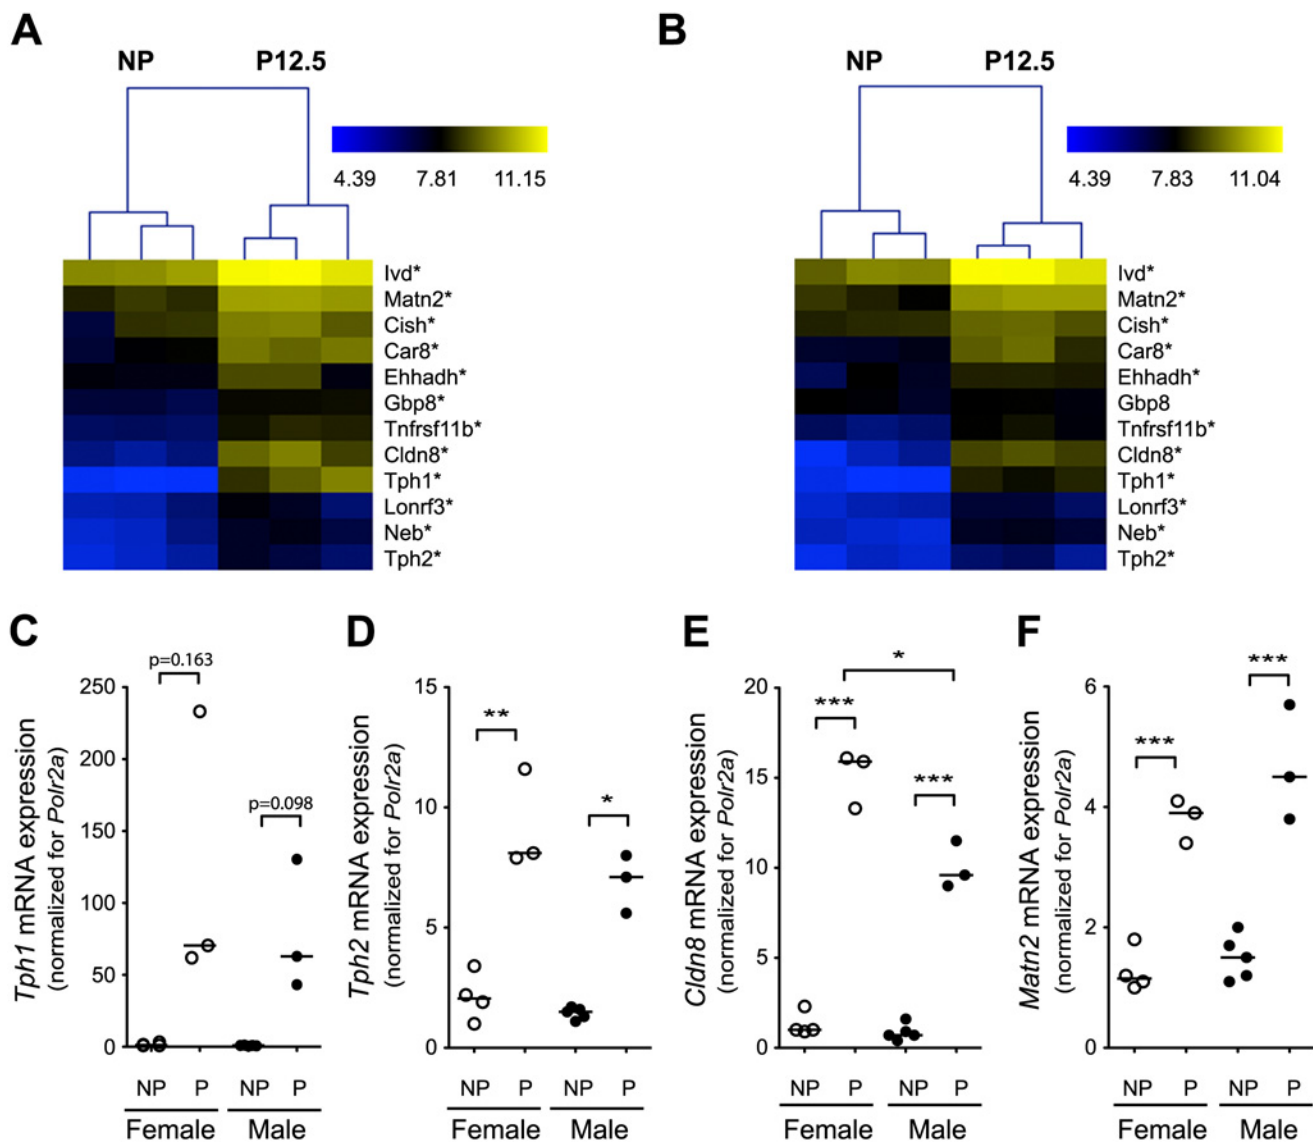 A
NP P12.5
4.39 7.81 11.15
Ivd*
Matn2*
Cish*
Car8*
Ehhadh*
Gbp8*
Tnfrsf11b*
Cldn8*
Tph1*
Lonrf3*
Neb*
Tph2*
B
NP P12.5
4.39 7.83 11.04
Ivd*
Matn2*
Cish*
Car8*
Ehhadh*
Gbp8
Tnfrsf11b*
Cldn8*
Tph1*
Lonrf3*
Neb*
Tph2*
C
Tph1 mRNA expression
(normalized for Polr2a)
250
200
150
100
50
0
p=0.163
p=0.098
NP P NP P
Female Male
D
Tph2 mRNA expression
(normalized for Polr2a)
15
10
5
0
**
*
NP P NP P
Female Male
E
Cldn8 mRNA expression
(normalized for Polr2a)
20
15
10
5
0
*
***
***
NP P NP P
Female Male
F
Matn2 mRNA expression
(normalized for Polr2a)
6
4
2
0
***
***
NP P NP P
Female Male